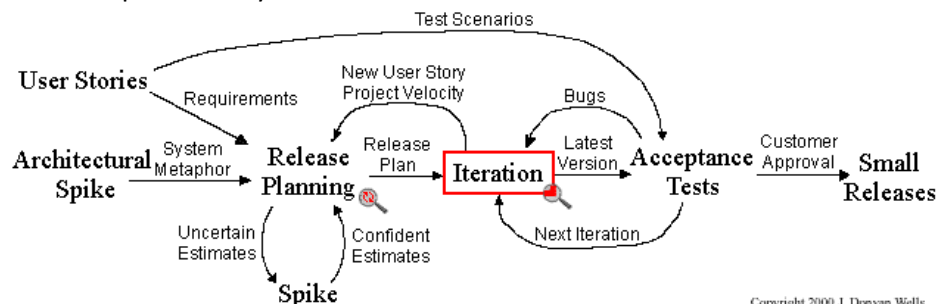 Test Scenarios
User Stories
New User Story
Project Velocity
Bugs
Requirements
Architectural
Spike
System
Metaphor
Release
Planning
Release
Plan
Iteration
Latest
Version
Acceptance
Tests
Customer
Approval
Small
Releases
Uncertain
Estimates
Confident
Estimates
Next Iteration
Spike
Copyright 2000 J. Donvan Wells